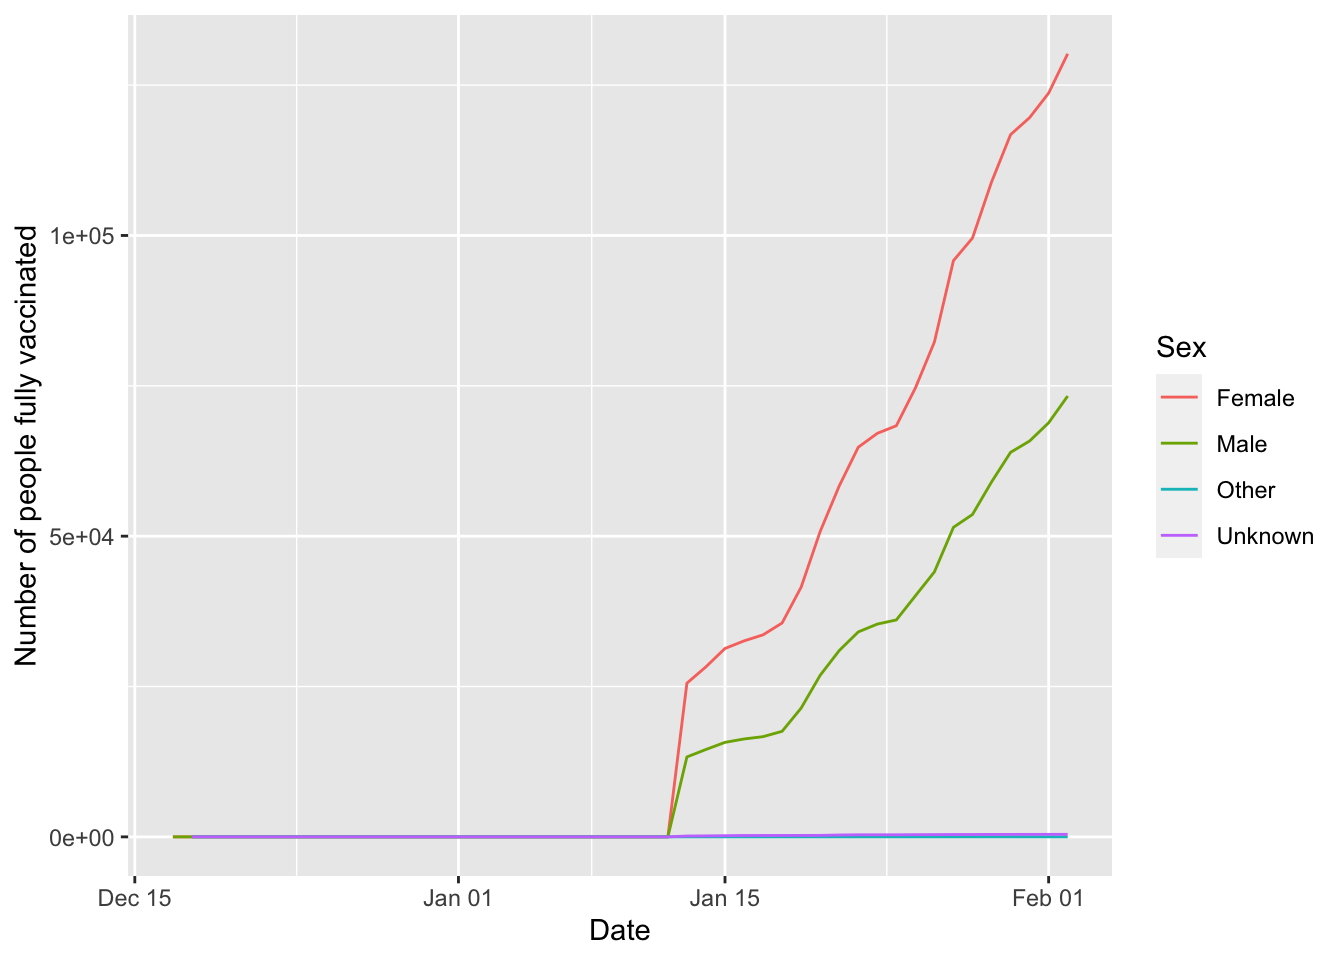 Number of people fully vaccinated
1e+05
5e+04
0e+00
Dec 15
Jan 01
Jan 15
Feb 01
Date
Sex
Female
Male
Other
Unknown